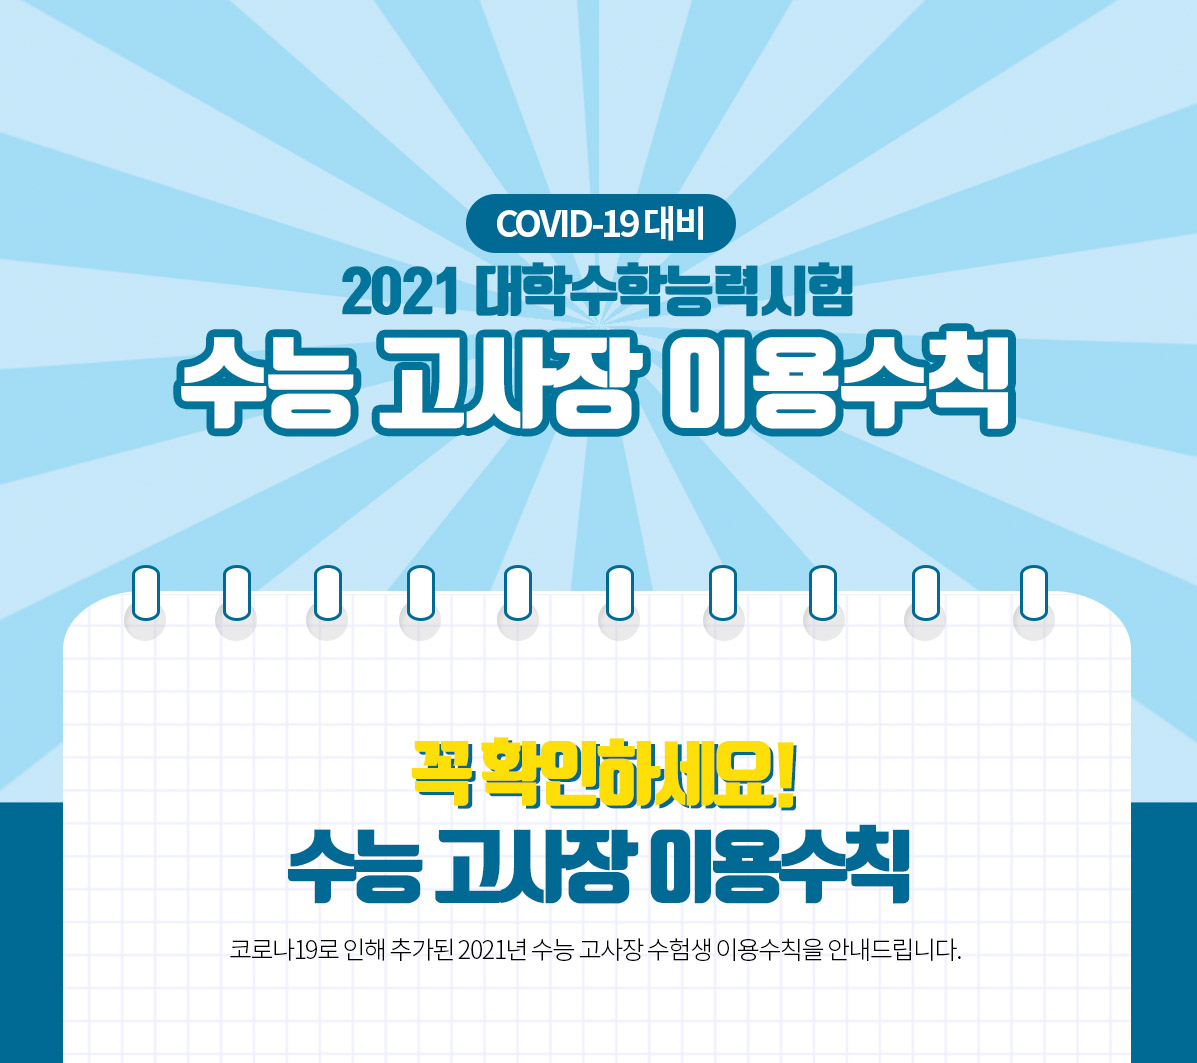 COVID-19 대비
2021 대학수학능력시험
수능 고사장 이용수칙
꼭 확인하세요!
수능 고사장 이용수칙
코로나19로 인해 추가된 2021년 수능 고사장 수험생 이용수칙을 안내드립니다.